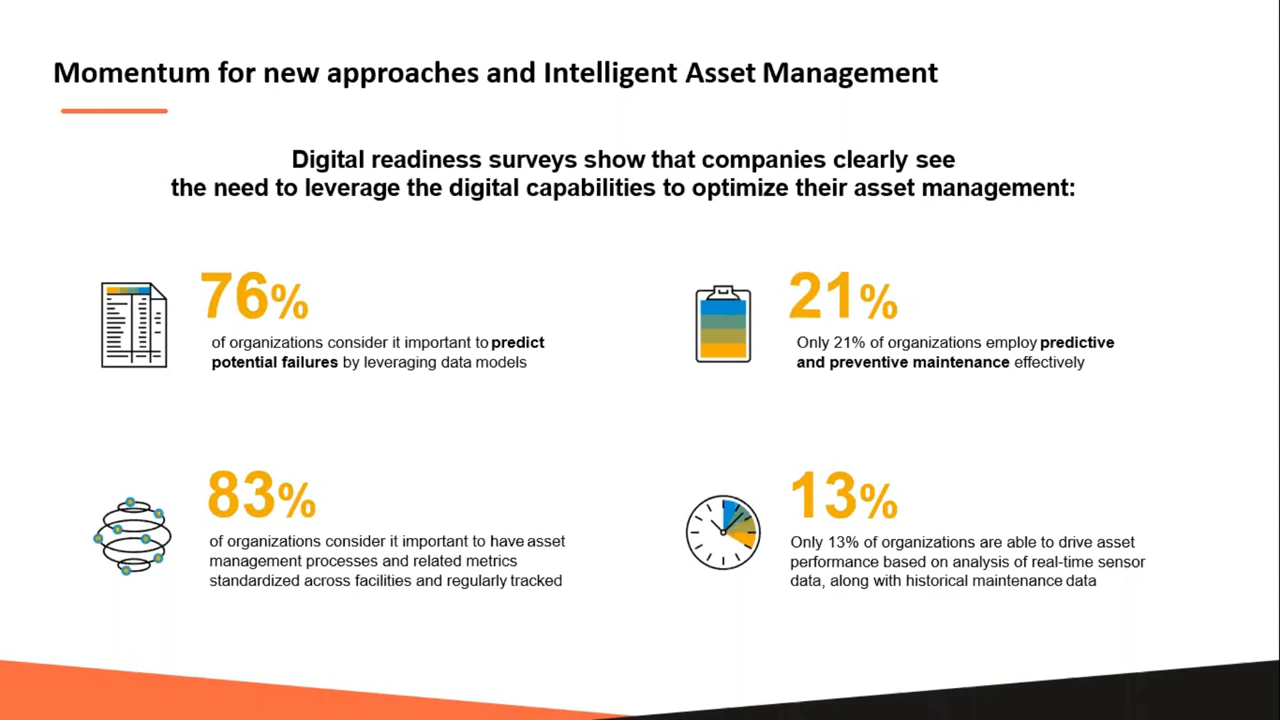 Momentum for new approaches and Intelligent Asset Management
Digital readiness surveys show that companies clearly see
the need to leverage the digital capabilities to optimize their asset management:
76%
of organizations consider it important to predict
potential failures by leveraging data models
21%
Only 21% of organizations employ predictive
and preventive maintenance effectively
83%
of organizations consider it important to have asset
management processes and related metrics
standardized across facilities and regularly tracked
13%
Only 13% of organizations are able to drive asset
performance based on analysis of real-time sensor
data, along with historical maintenance data